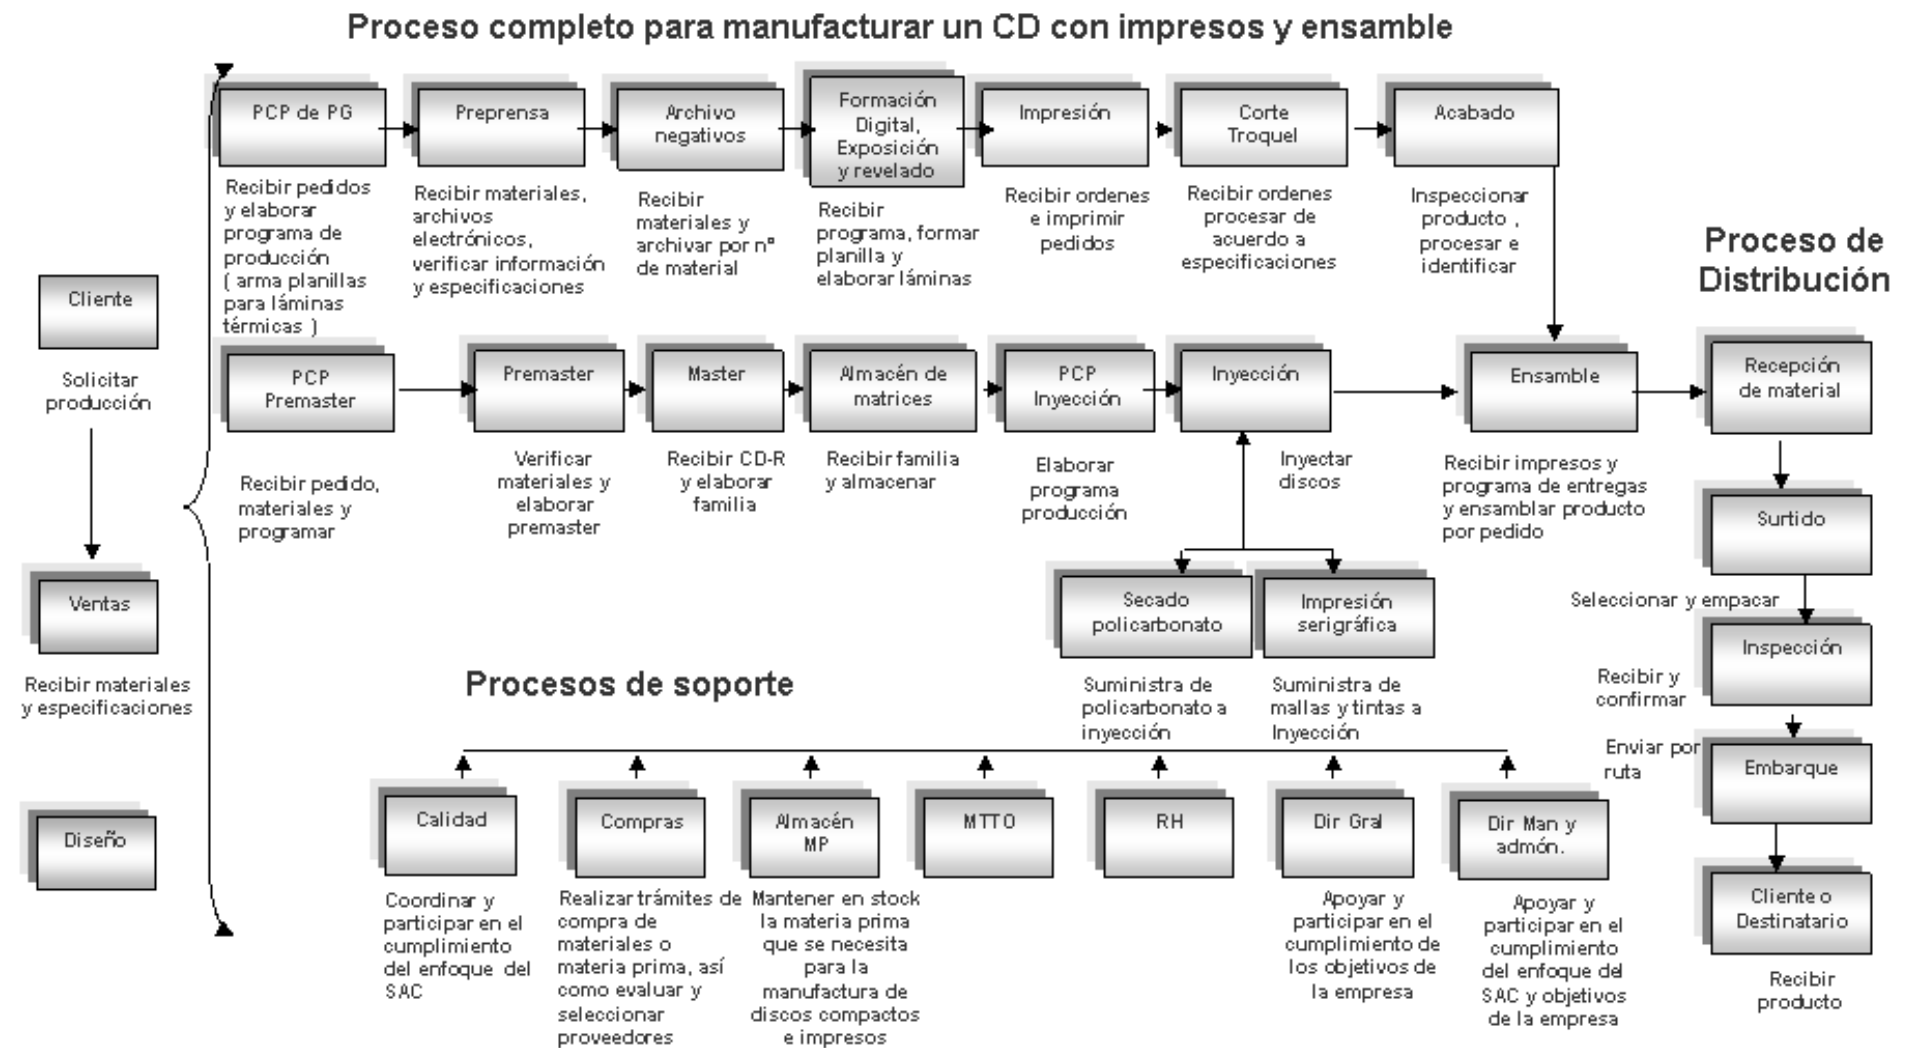 Proceso completo para manufacturar un CD con impresos y ensamble
PCP de PG
Preprensa
Archivo
negativos
Formación
Digital,
Exposición
y revelado
Impresión
Corte
Troquel
Acabado
Recibir pedidos
y elaborar
programa de
producción
( arma planillas
para láminas
térmicas )
Recibir materiales,
archivos
electrónicos,
verificar información
y especificaciones
Recibir
materiales y
archivar por nº
de material
Recibir
programa, formar
planilla y
elaborar láminas
Recibir ordenes
e imprimir
pedidos
Recibir ordenes
procesar de
acuerdo a
especificaciones
Inspeccionar
producto ,
procesar e
identificar
Proceso de
Distribución
Cliente
Solicitar
producción
Ventas
Recibir materiales
y especificaciones
Diseño
PCP
Premaster
Premaster
Master
Almacén de
matrices
PCP
Inyección
Inyección
Ensamble
Recepción
de material
Recibir pedido,
materiales y
programar
Verificar
materiales y
elaborar
premaster
Recibir CD-R
y elaborar
familia
Recibir familia
y almacenar
Elaborar
programa
producción
Inyectar
discos
Recibir impresos y
programa de entregas
y ensamblar producto
por pedido
Surtido
Seleccionar y empacar
Secado
policarbonato
Impresión
serigráfica
Inspección
Suministra de
policarbonato a
inyección
Suministra de
mallas y tintas a
Inyección
Recibir y
confirmar
Enviar por
ruta
Embarque
Cliente o
Destinatario
Recibir
producto
Procesos de soporte
Calidad
Compras
Almacén
MP
MTTO
RH
Dir Gral
Dir Man y
admón.
Coordinar y
participar en el
cumplimiento
del enfoque del
SAC
Realizar trámites de
compra de
materiales o
materia prima, así
como evaluar y
seleccionar
proveedores
Mantener en stock
la materia prima
que se necesita
para la
manufactura de
discos compactos
e impresos
Apoyar y
participar en el
cumplimiento de
los objetivos de
la empresa
Apoyar y
participar en el
cumplimiento
del enfoque del
SAC y objetivos
de la empresa